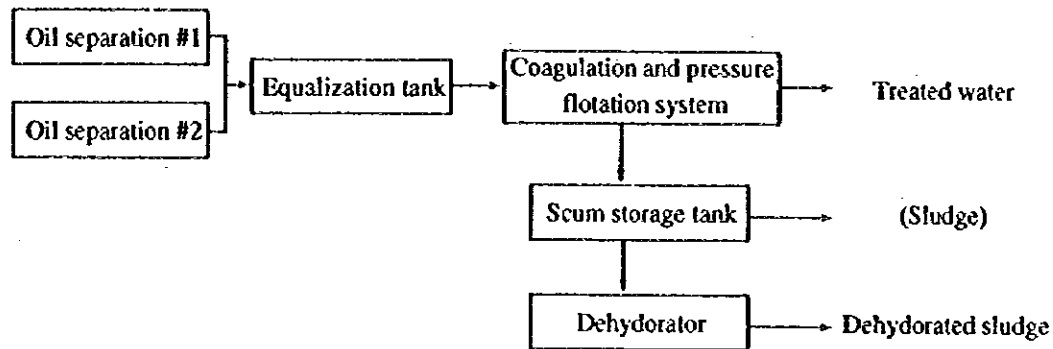 Oil separation #1
Oil separation #2
Equalization tank
Coagulation and pressure
flotation system
Treated water
Scum storage tank
(Sludge)
Dehydorator
Dehydorated sludge